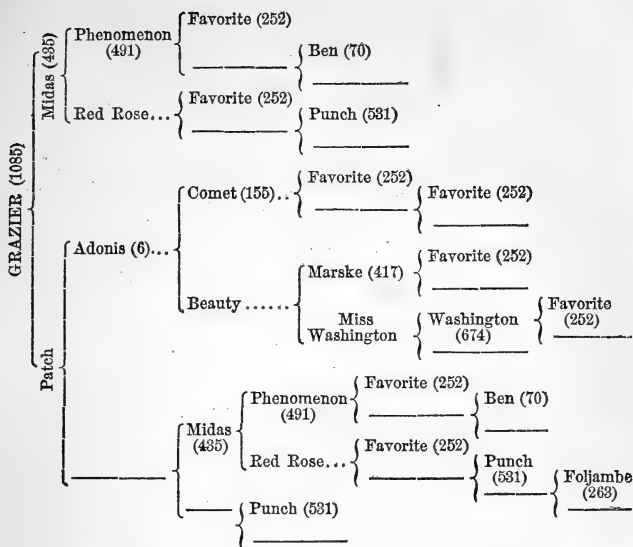 Favorite (252)
Phenomenon
(491)
Ben (70)
Midas (435)
Favorite (252)
Red Rose...
Punch (531)
GRAZIER (1085)
Favorite (252)
Comet (155)..
Favorite (252)
Adonis (6)...
Favorite (252)
Marske (417)
Beauty ......
Favorite
(252)
Miss
Washington
Washington
(674)
Patch
Favorite (252)
Phenomenon
(491)
Ben (70)
Midas
(435)
Favorite (252)
Red Rose...
Punch
(531)
Foljambe
(263)
Punch (531)